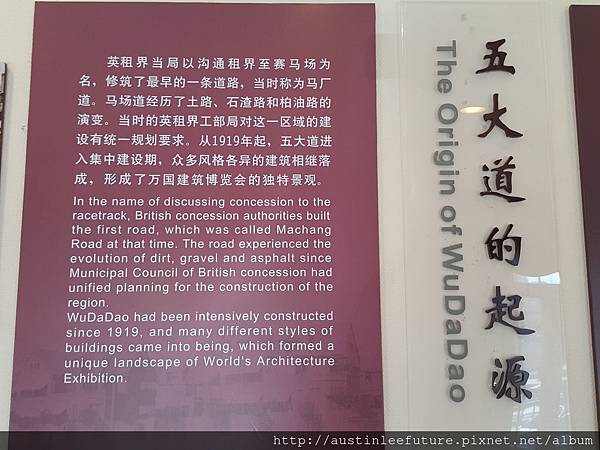 英租界当局以沟通租界至赛马场为
名，修筑了最早的一条道路，当时称为马厂
道。马场道经历了土路、石渣路和柏油路的
演变。当时的英租界工部局对这一区域的建
设有统一规划要求。从1919年起，五大道进
入集中建设期，众多风格各异的建筑相继落
成，形成了万国建筑博览会的独特景观。
In the name of discussing concession to the
racetrack, British concession authorities built
the first road, which was called Machang
Road at that time. The road experienced the
evolution of dirt, gravel and asphalt since
Municipal Council of British concession had
unified planning for the construction of the
region.
WuDaDao had been intensively constructed
since 1919, and many different styles of
buildings came into being, which formed a
unique landscape of World's Architecture
Exhibition.
五大道的起源
The Origin of WuDaDao
http://austinleefuture.pixnet.net/album